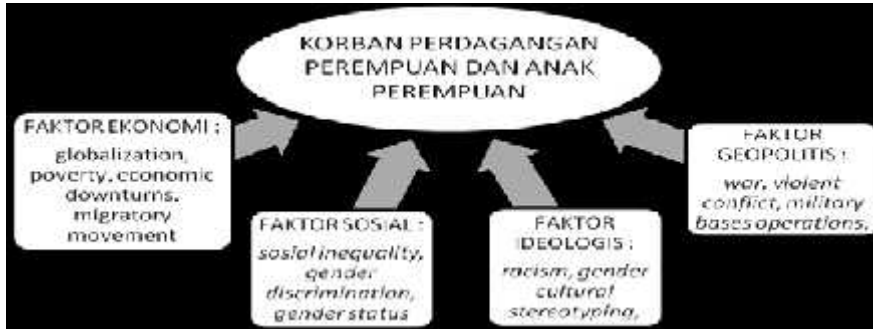 KORBAN PERDAGANGAN
PEREMPUAN DAN ANAK
PEREMPUAN
FAKTOR EKONOMI :
globalization,
poverty, economic
downturns,
migratory
movement
FAKTOR SOSIAL :
sosial inequality,
gender
discrimination,
gender status
FAKTOR
IDEOLOGIS :
racism, gender
cultural
stereotyping,
FAKTOR
GEOPOLITIS :
war, violent
conflict, military
bases operations,